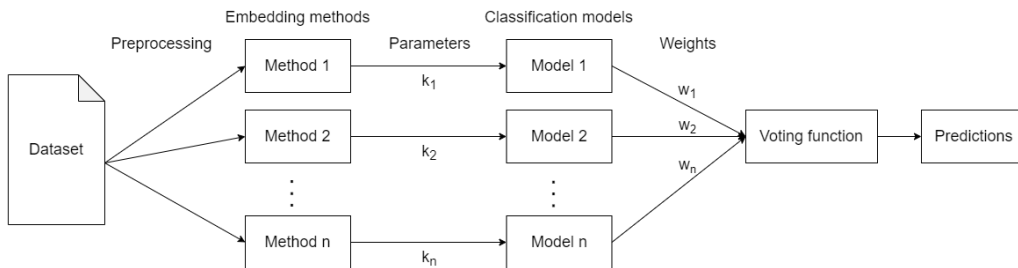 Embedding methods
Classification models
Preprocessing
Parameters
Weights
Method 1
k1
Model 1
w1
Dataset
Method 2
k2
Model 2
w2
Voting function
Predictions
wn
Method n
kn
Model n